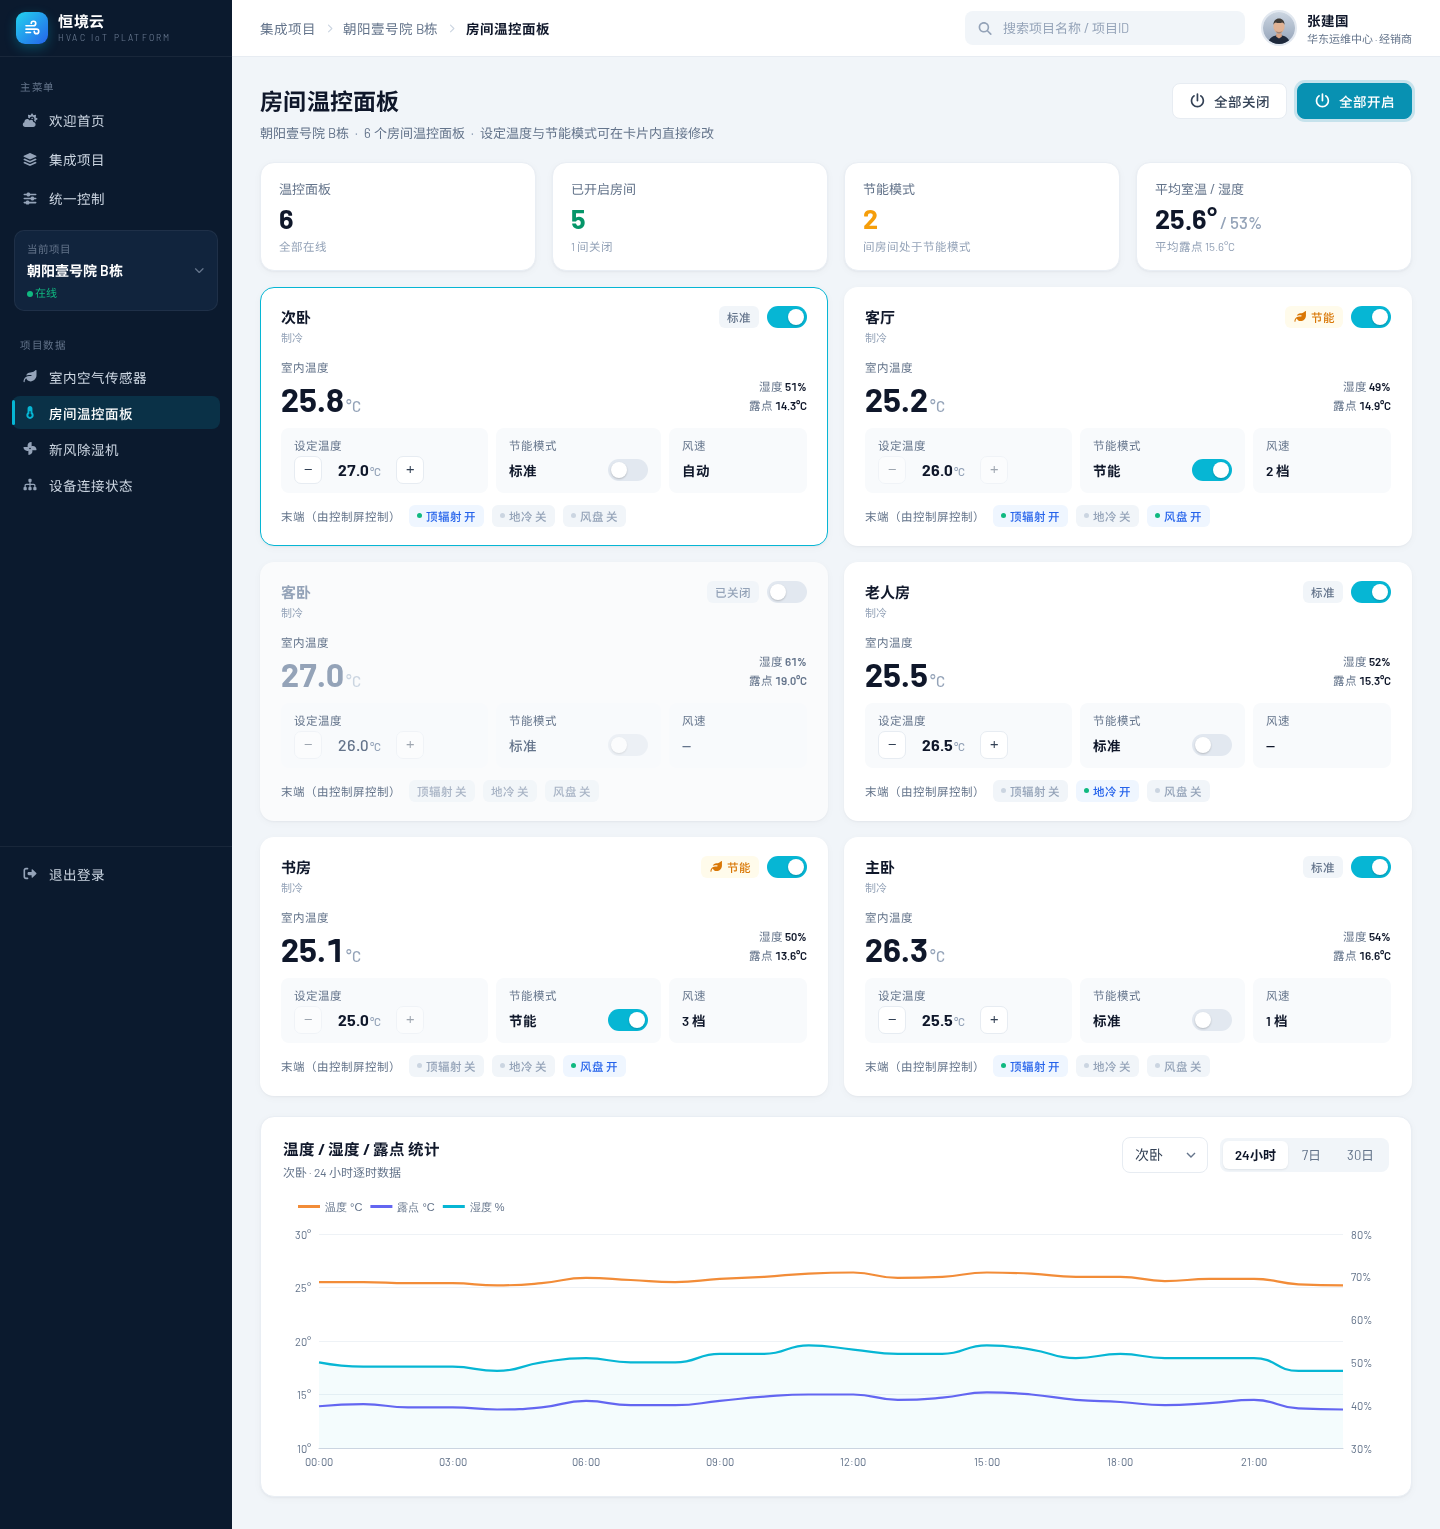 恒境云
HVAC IoT PLATFORM
主菜单
欢迎首页
集成项目
统一控制
当前项目
朝阳壹号院 B栋
在线
项目数据
室内空气传感器
房间温控面板
新风除湿机
设备连接状态
退出登录
集成项目 朝阳壹号院 B栋 房间温控面板
搜索项目名称 / 项目ID
张建国
华东运维中心 · 经销商
房间温控面板
朝阳壹号院 B栋 · 6 个房间温控面板 · 设定温度与节能模式可在卡片内直接修改
全部关闭
全部开启
温控面板
6
全部在线
已开启房间
5
1 间关闭
节能模式
2
间房间处于节能模式
平均室温 / 湿度
25.6° / 53%
平均露点 15.6°C
次卧 标准
制冷
室内温度
25.8°C
湿度 51%
露点 14.3°C
设定温度 节能模式 风速
− 27.0°C + 标准 自动
末端（由控制屏控制） 顶辐射 开 地冷 关 风盘 关
客厅 节能
制冷
室内温度
25.2°C
湿度 49%
露点 14.9°C
设定温度 节能模式 风速
− 26.0°C + 节能 2 档
末端（由控制屏控制） 顶辐射 开 地冷 关 风盘 开
客卧 已关闭
制冷
室内温度
27.0°C
湿度 61%
露点 19.0°C
设定温度 节能模式 风速
− 26.0°C + 标准 –
末端（由控制屏控制） 顶辐射 关 地冷 关 风盘 关
老人房 标准
制冷
室内温度
25.5°C
湿度 52%
露点 15.3°C
设定温度 节能模式 风速
− 26.5°C + 标准 –
末端（由控制屏控制） 顶辐射 关 地冷 开 风盘 关
书房 节能
制冷
室内温度
25.1°C
湿度 50%
露点 13.6°C
设定温度 节能模式 风速
− 25.0°C + 节能 3 档
末端（由控制屏控制） 顶辐射 关 地冷 关 风盘 开
主卧 标准
制冷
室内温度
26.3°C
湿度 54%
露点 16.6°C
设定温度 节能模式 风速
− 25.5°C + 标准 1 档
末端（由控制屏控制） 顶辐射 开 地冷 关 风盘 关
温度 / 湿度 / 露点 统计
次卧 · 24 小时逐时数据
次卧 24小时 7日 30日
温度 °C 露点 °C 湿度 %
30° 80%
25° 70%
60%
20° 50%
15° 40%
10° 30%
00:00 03:00 06:00 09:00 12:00 15:00 18:00 21:00